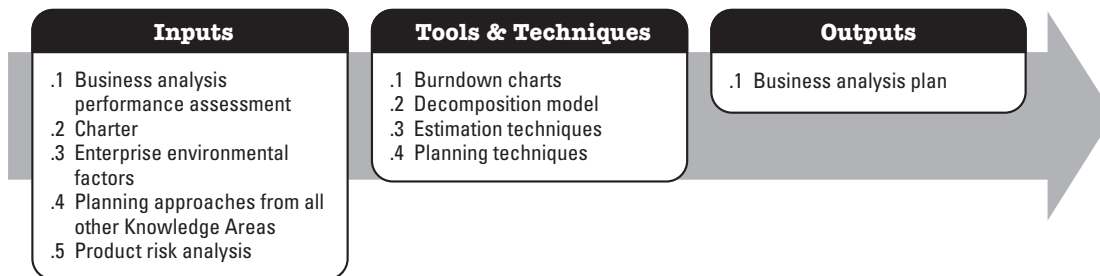 Inputs
.1 Business analysis
performance assessment
.2 Charter
.3 Enterprise environmental
factors
.4 Planning approaches from all
other Knowledge Areas
.5 Product risk analysis
Tools & Techniques
.1 Burndown charts
.2 Decomposition model
.3 Estimation techniques
.4 Planning techniques
Outputs
.1 Business analysis plan